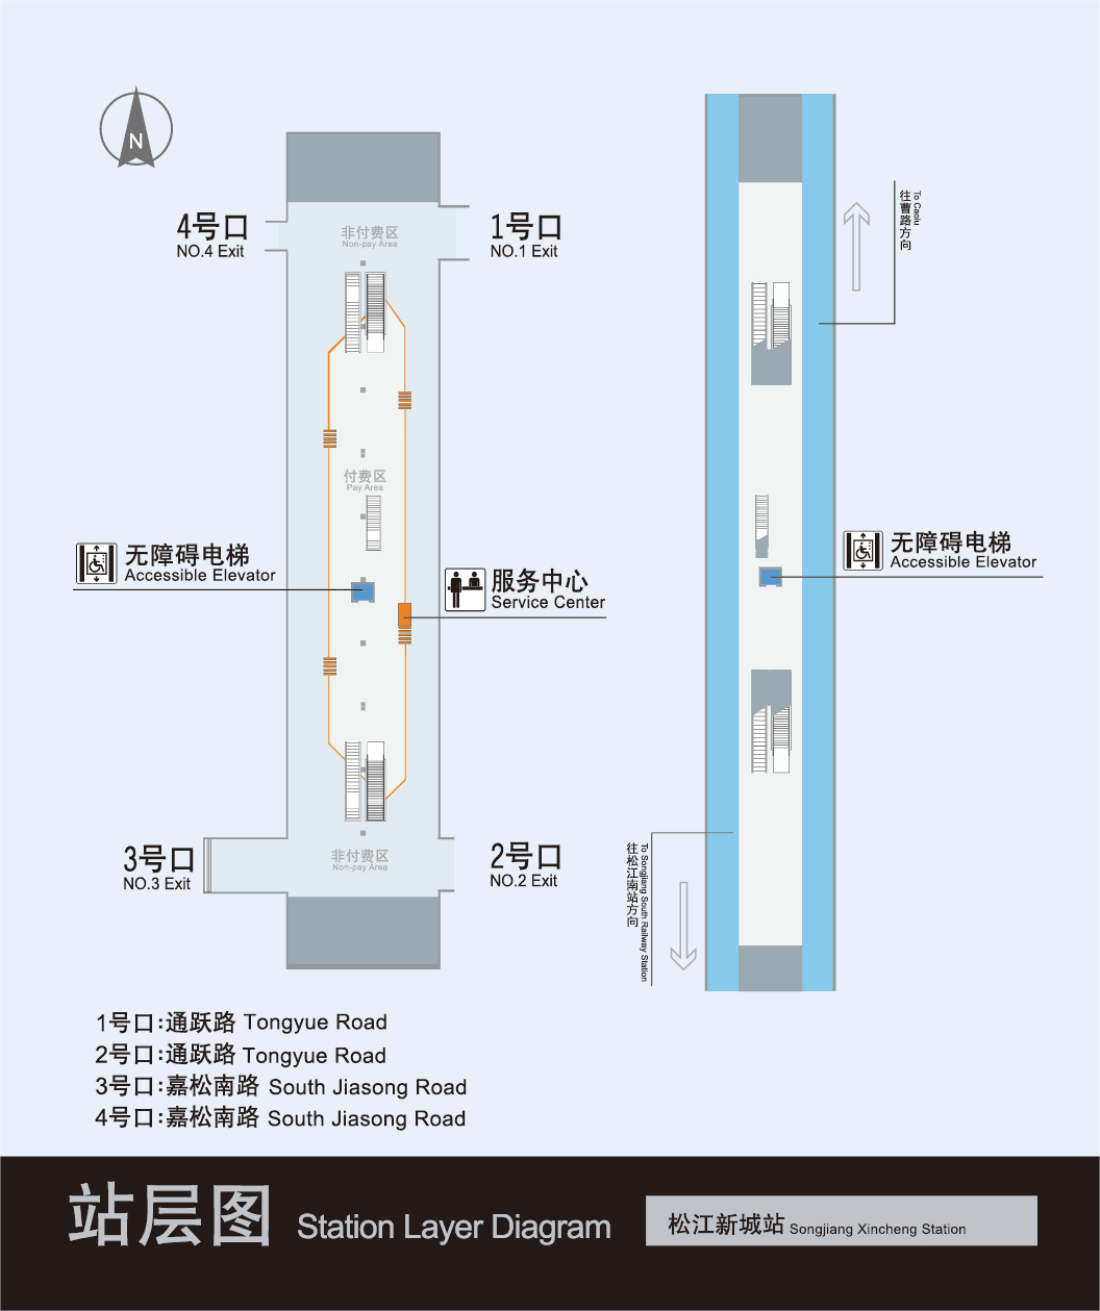 N
4号口
NO.4 Exit
1号口
NO.1 Exit
非付费区
Non-pay Area
To Caolu
往曹路方向
付费区
Pay Area
无障碍电梯
Accessible Elevator
服务中心
Service Center
无障碍电梯
Accessible Elevator
3号口
NO.3 Exit
2号口
NO.2 Exit
非付费区
Non-pay Area
To Songjiang South Railway Station
往松江南站方向
1号口:通跃路 Tongyue Road
2号口:通跃路 Tongyue Road
3号口:嘉松南路 South Jiasong Road
4号口:嘉松南路 South Jiasong Road
站层图 Station Layer Diagram
松江新城站 Songjiang Xincheng Station